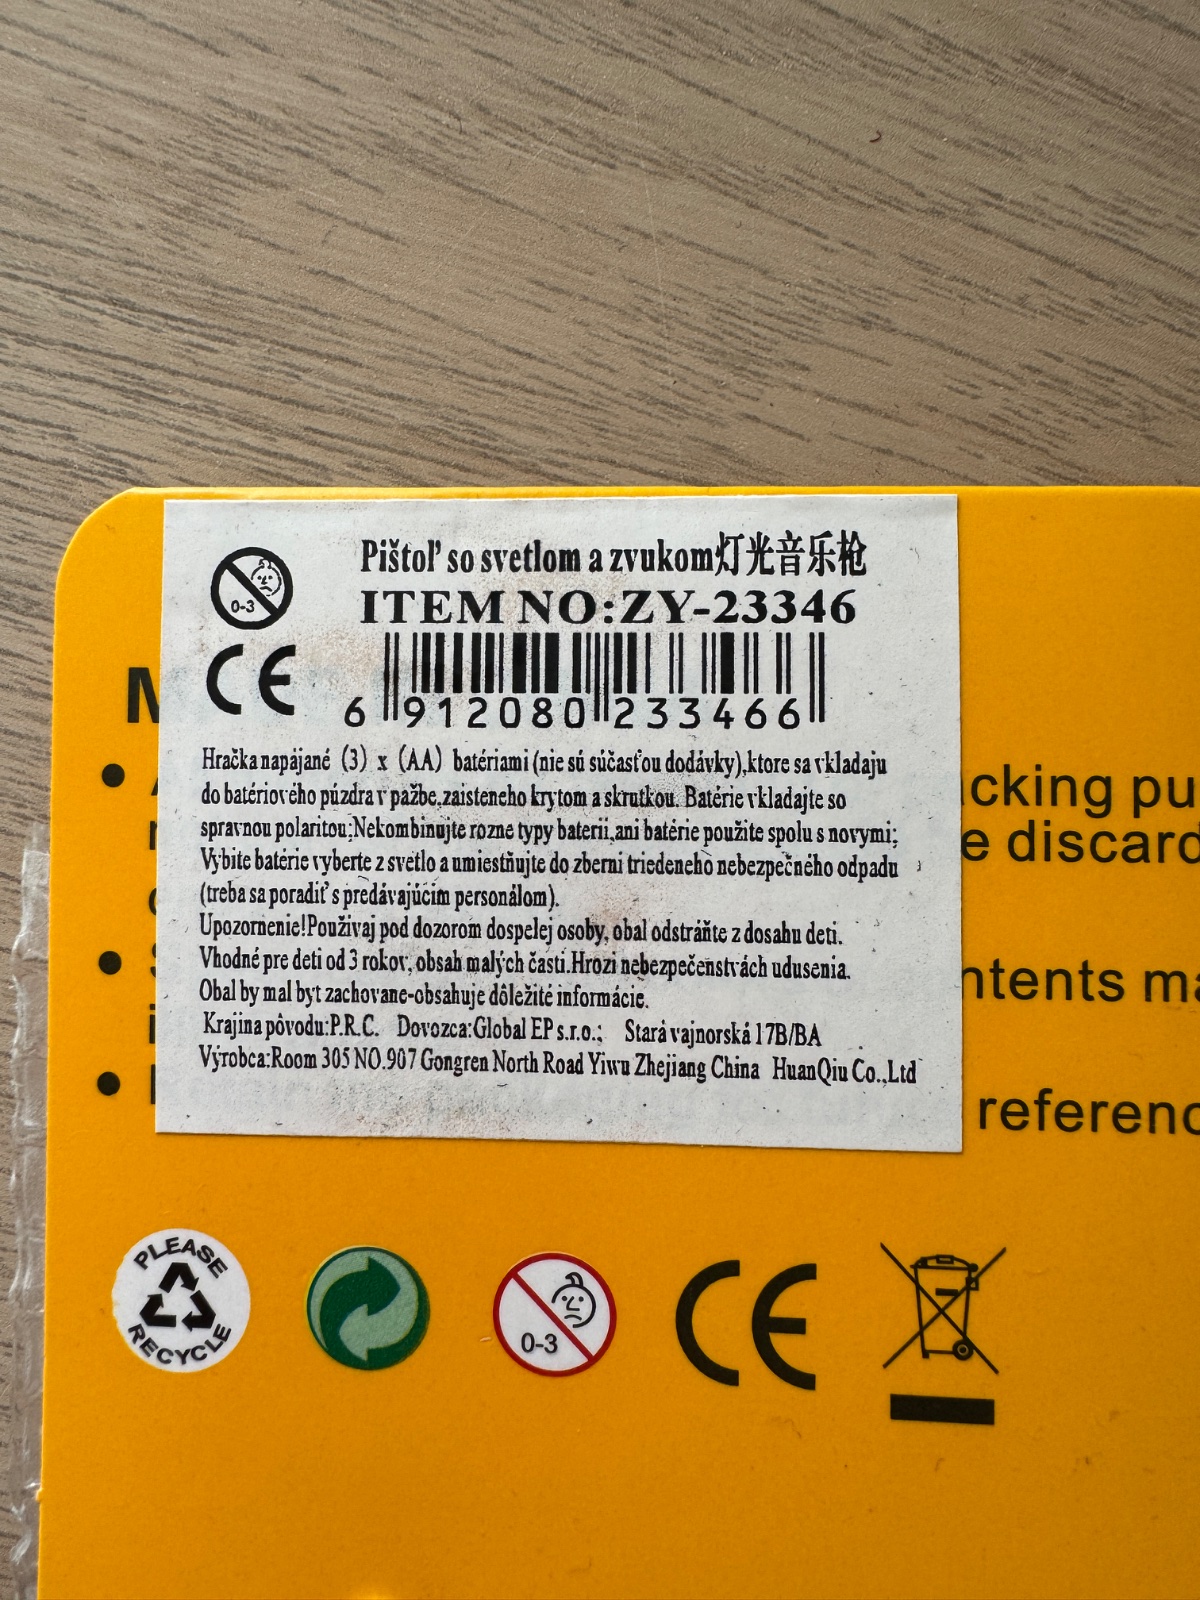 Pištoľ so svetlom a zvukom灯光音乐枪
ITEM NO:ZY-23346
0-3
CE
6 912080 233466
Hračka napájané (3) x (AA) batériami (nie sú súčasťou dodávky),ktore sa vkladaju
do batériového púzdra v pažbe,zaisteneho krytom a skrutkou. Batérie vkladajte so
spravnou polaritou;Nekombinujte rozne typy baterii,ani batérie použite spolu s novymi;
Vybite batérie vyberte z svetlo a umiestňujte do zberni triedeneho nebezpečného odpadu
(treba sa poradiť s predávajúcim personálom).
Upozornenie!Použivaj pod dozorom dospelej osoby, obal odstráňte z dosahu deti.
Vhodné pre deti od 3 rokov, obsah malých časti.Hrozi nebezpečenstvách udusenia.
Obal by mal byt zachovane-obsahuje dôležité informácie.
Krajina pôvodu:P.R.C. Dovozca:Global EP s.r.o.; Stará vajnorská 17B/BA
Výrobca:Room 305 NO.907 Gongren North Road Yiwu Zhejiang China HuanQiu Co.,Ltd
cking pu
e discard
ntents ma
referenc
PLEASE
RECYCLE
0-3
CE